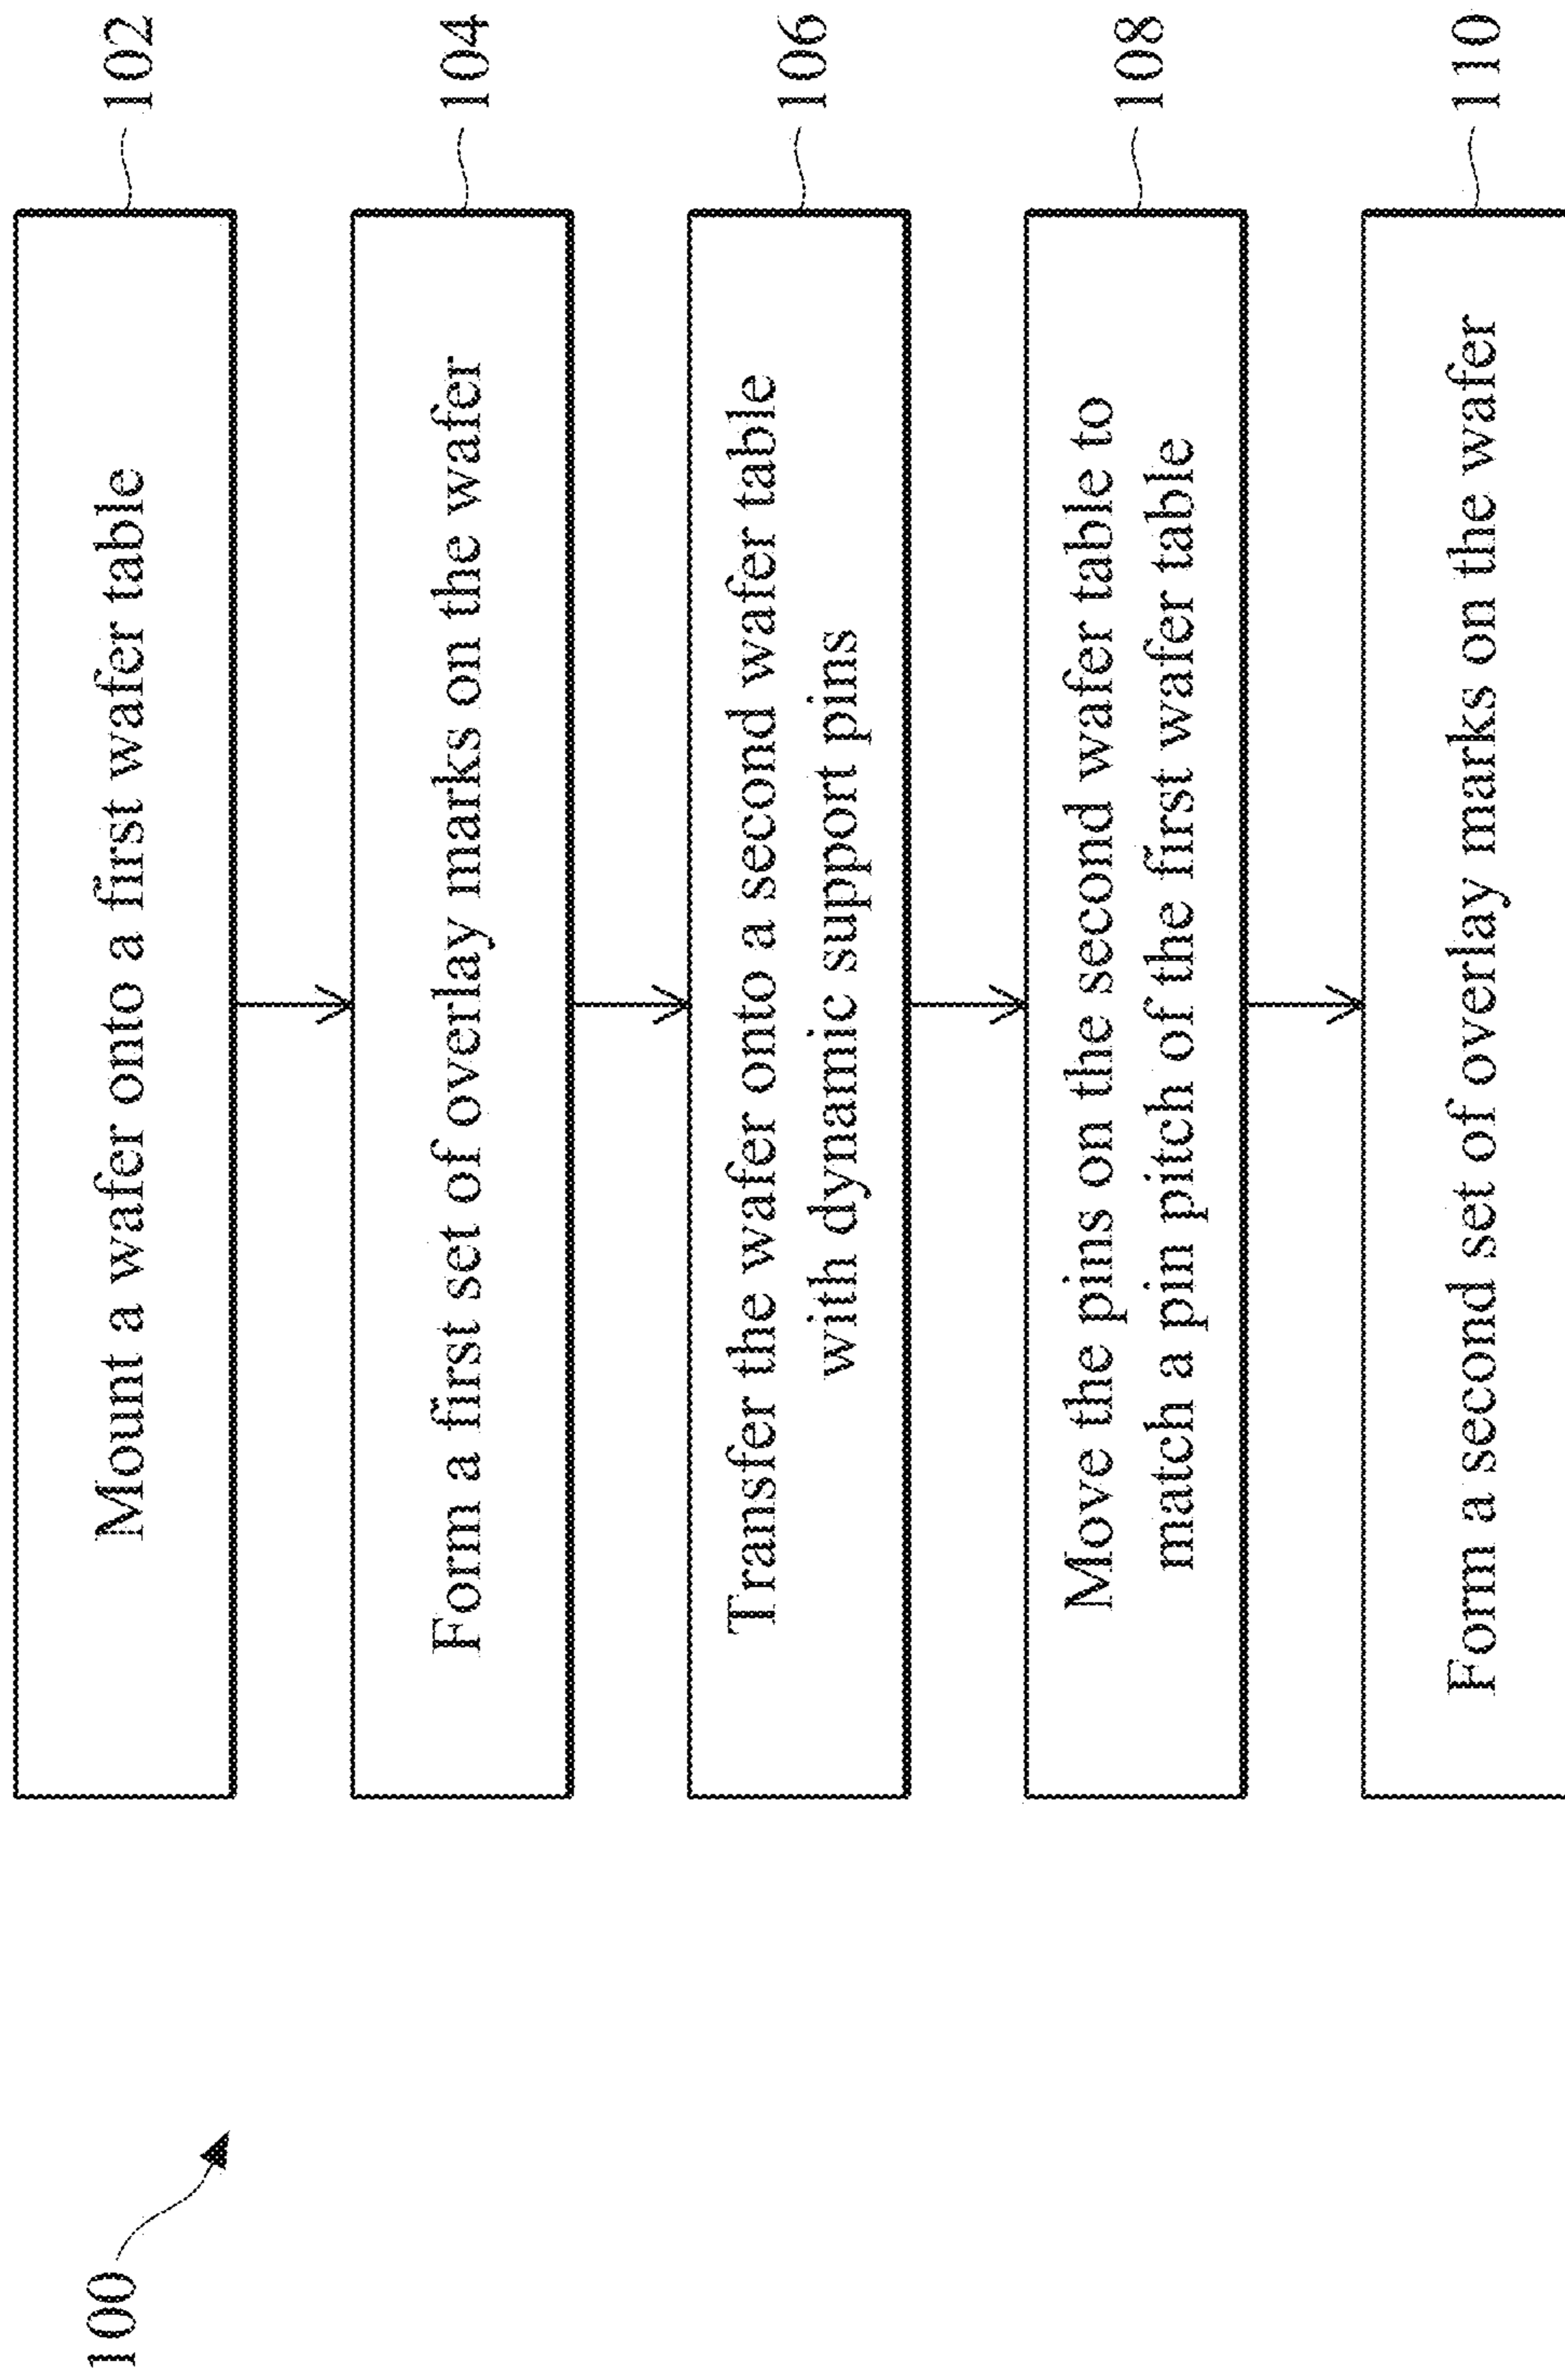 100
Mount a wafer onto a first wafer table
102
Form a first set of overlay marks on the wafer
104
Transfer the wafer onto a second wafer table
with dynamic support pins
106
Move the pins on the second wafer table to
match a pin pitch of the first wafer table
108
Form a second set of overlay marks on the wafer
110